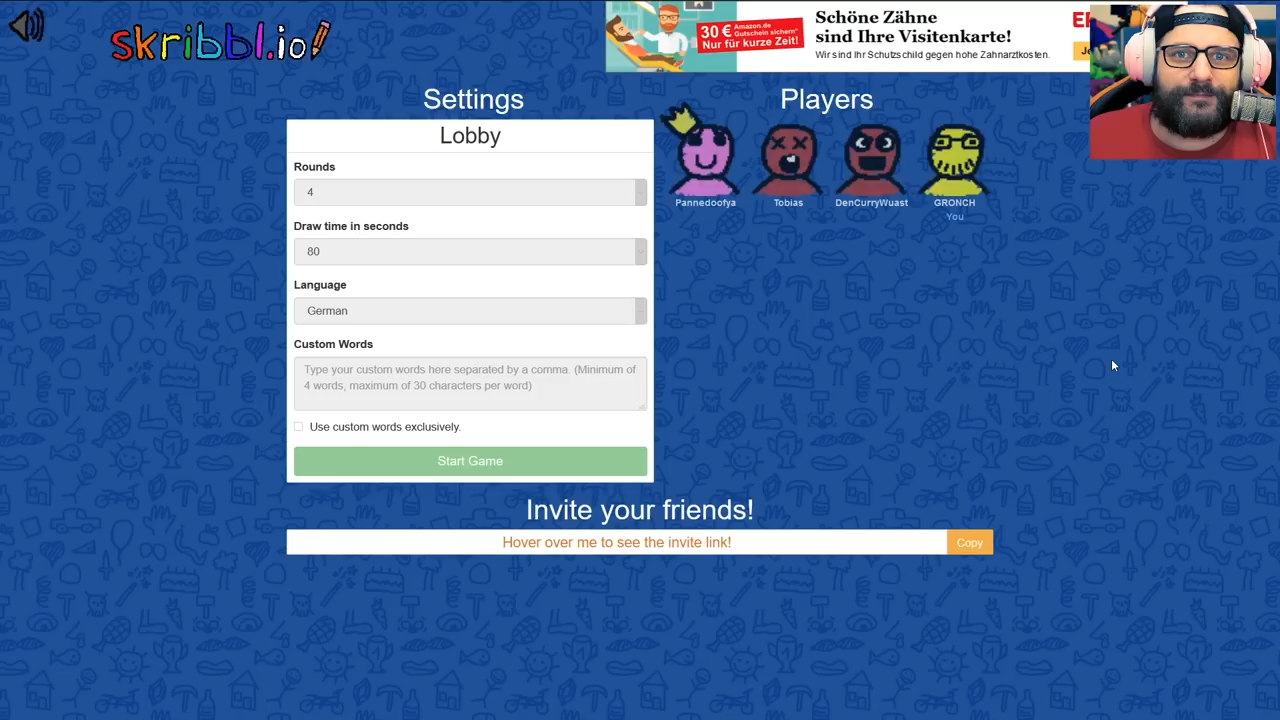 skribbl.io
30 € Amazon.de
Gutschein sichern*
Nur für kurze Zeit!
Schöne Zähne
sind Ihre Visitenkarte!
Wir sind Ihr Schutzschild gegen hohe Zahnarztkosten.
Settings
Players
Lobby
Rounds
4
Draw time in seconds
80
Language
German
Custom Words
Type your custom words here separated by a comma. (Minimum of
4 words, maximum of 30 characters per word)
Use custom words exclusively.
Start Game
Pannedoofya
Tobias
DenCurryWuast
GRONCH
You
Invite your friends!
Hover over me to see the invite link!
Copy